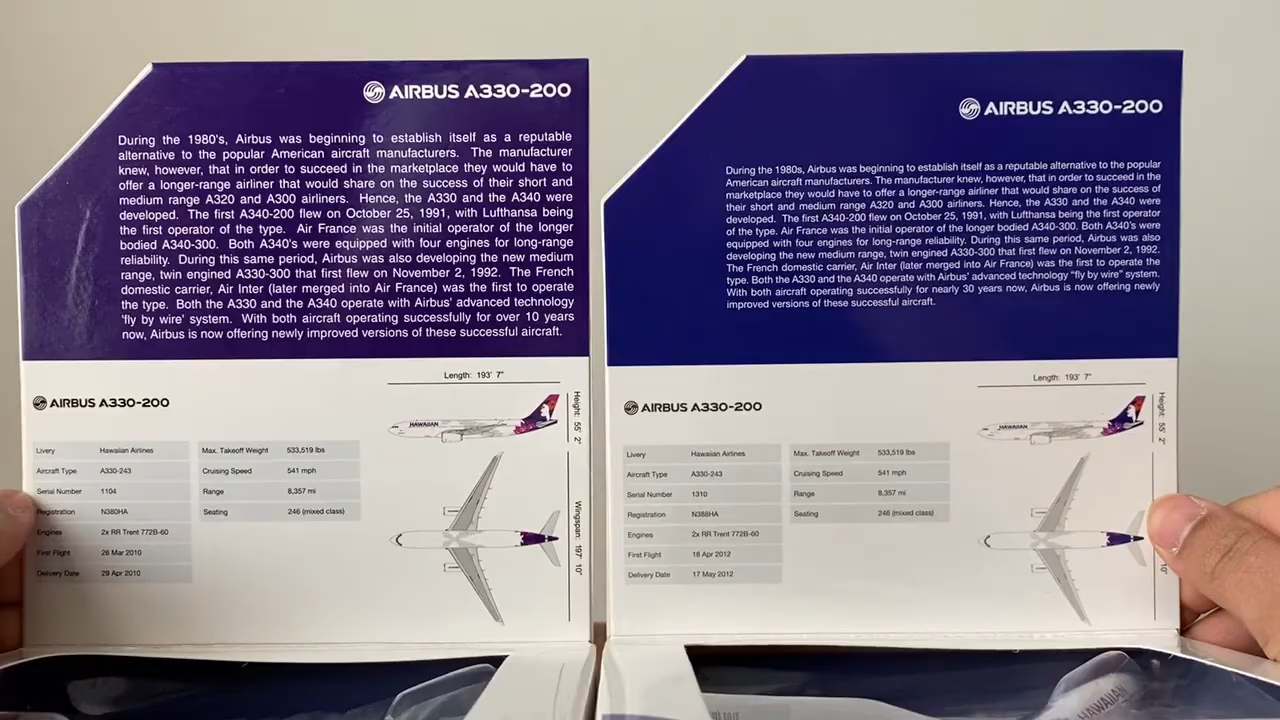 AIRBUS A330-200
During the 1980's, Airbus was beginning to establish itself as a reputable
alternative to the popular American aircraft manufacturers. The manufacturer
knew, however, that in order to succeed in the marketplace they would have to
offer a longer-range airliner that would share on the success of their short and
medium range A320 and A300 airliners. Hence, the A330 and the A340 were
developed. The first A340-200 flew on October 25, 1991, with Lufthansa being
the first operator of the type. Air France was the initial operator of the longer
bodied A340-300. Both A340's were equipped with four engines for long-range
reliability. During this same period, Airbus was also developing the new medium
range, twin engined A330-300 that first flew on November 2, 1992. The French
domestic carrier, Air Inter (later merged into Air France) was the first to operate
the type. Both the A330 and the A340 operate with Airbus' advanced technology
'fly by wire' system. With both aircraft operating successfully for over 10 years
now, Airbus is now offering newly improved versions of these successful aircraft.
AIRBUS A330-200
Length: 193' 7"
Height: 55' 2"
HAWAIIAN
Wingspan: 197' 10"
Livery Hawaiian Airlines
Aircraft Type A330-243
Serial Number 1104
Registration N380HA
Engines 2x RR Trent 772B-60
First Flight 26 Mar 2010
Delivery Date 29 Apr 2010
Max. Takeoff Weight 533,519 lbs
Cruising Speed 541 mph
Range 8,357 mi
Seating 246 (mixed class)
AIRBUS A330-200
During the 1980s, Airbus was beginning to establish itself as a reputable alternative to the popular
American aircraft manufacturers. The manufacturer knew, however, that in order to succeed in the
marketplace they would have to offer a longer-range airliner that would share on the success of
their short and medium range A320 and A300 airliners. Hence, the A330 and the A340 were
developed. The first A340-200 flew on October 25, 1991, with Lufthansa being the first operator
of the type. Air France was the initial operator of the longer bodied A340-300. Both A340's were
equipped with four engines for long-range reliability. During this same period, Airbus was also
developing the new medium range, twin engined A330-300 that first flew on November 2, 1992.
The French domestic carrier, Air Inter (later merged into Air France) was the first to operate the
type. Both the A330 and the A340 operate with Airbus' advanced technology "fly by wire" system.
With both aircraft operating successfully for nearly 30 years now, Airbus is now offering newly
improved versions of these successful aircraft.
AIRBUS A330-200
Length: 193' 7"
Height: 55' 2"
HAWAIIAN
10"
Livery Hawaiian Airlines
Aircraft Type A330-243
Serial Number 1310
Registration N388HA
Engines 2x RR Trent 772B-60
First Flight 18 Apr 2012
Delivery Date 17 May 2012
Max. Takeoff Weight 533,519 lbs
Cruising Speed 541 mph
Range 8,357 mi
Seating 246 (mixed class)
HAWAIIAN